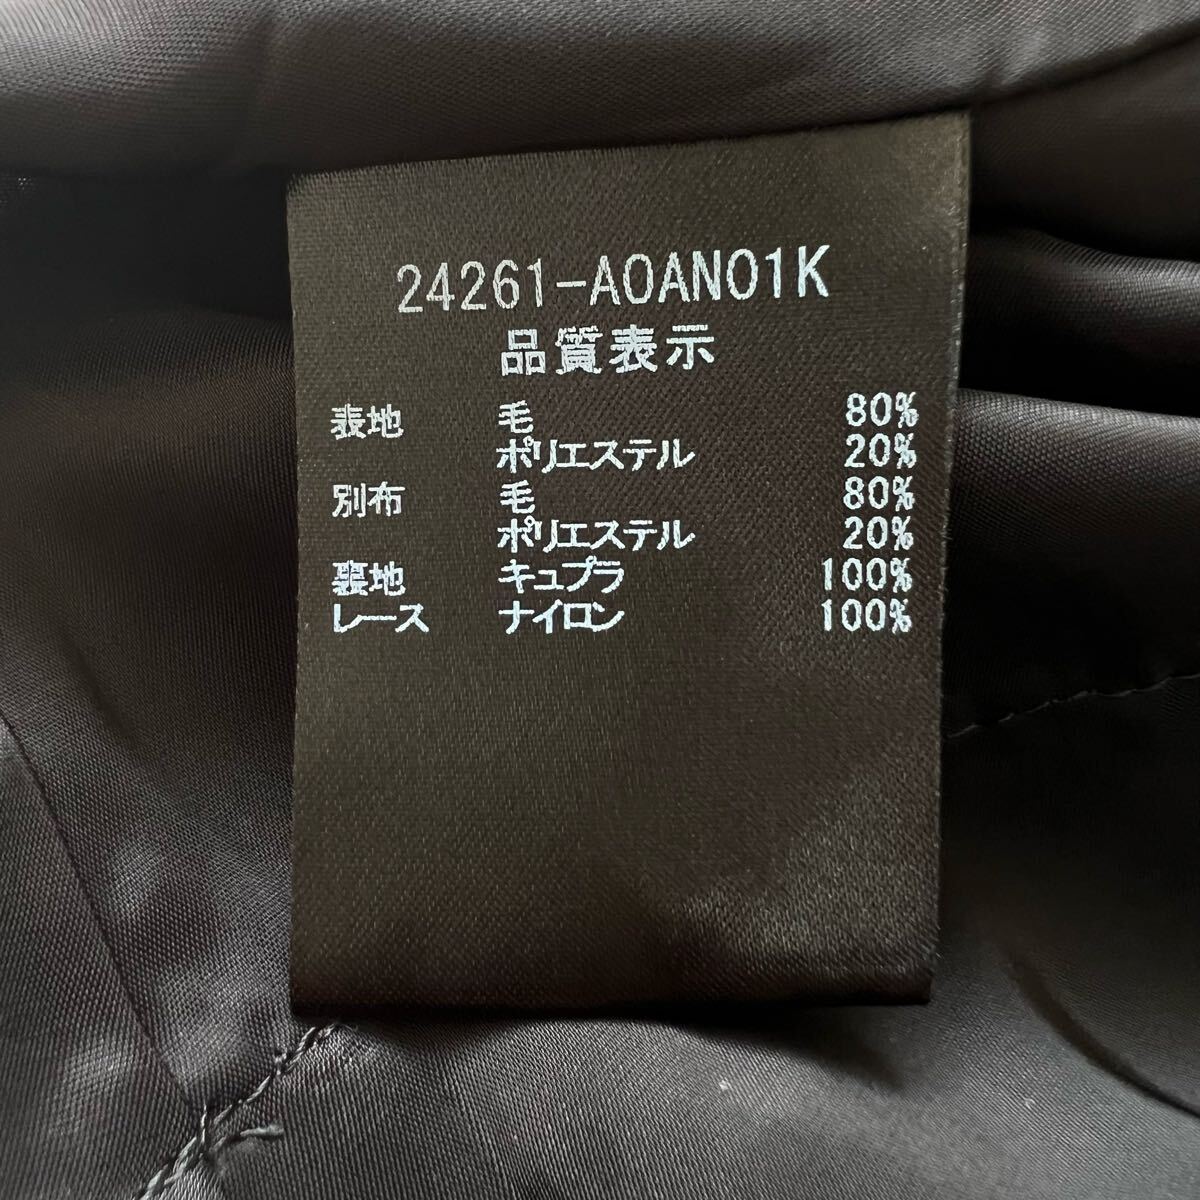 24261-A0AN01K
品質表示
表地 毛 80%
ポリエステル 20%
別布 毛 80%
ポリエステル 20%
裏地 キュプラ 100%
レース ナイロン 100%